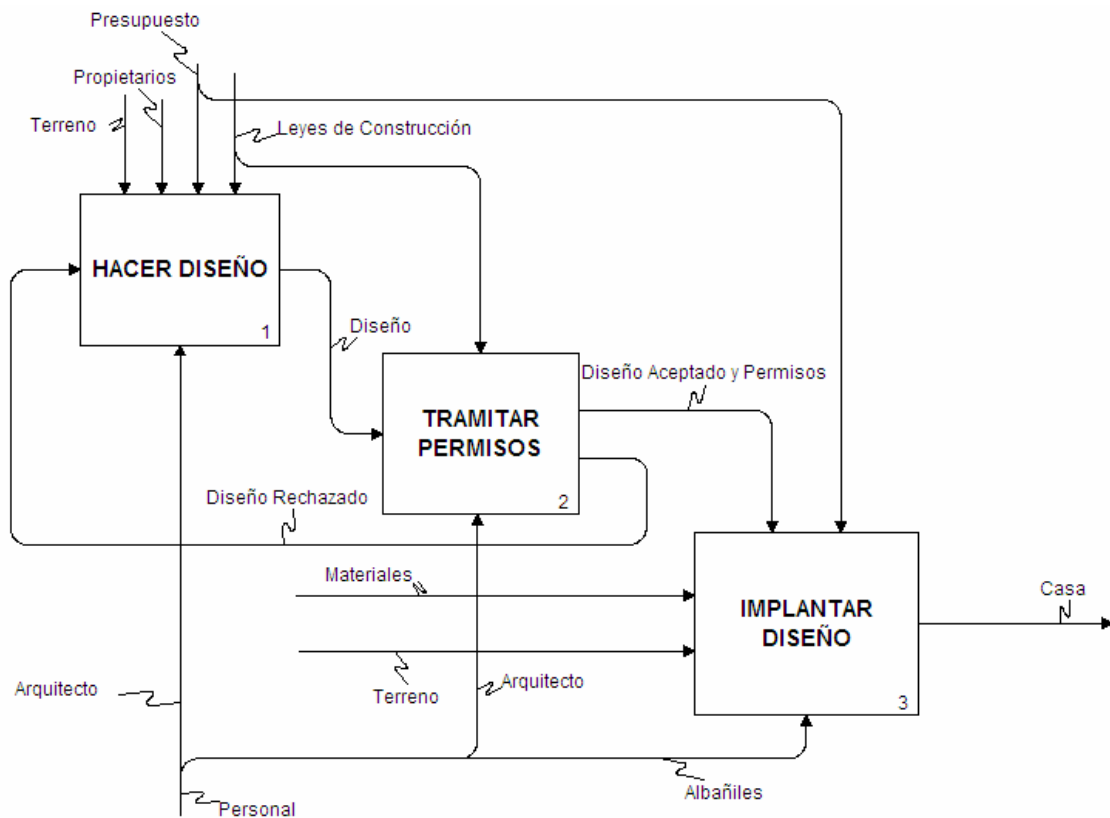 Presupuesto
Propietarios
Terreno
Leyes de Construcción
HACER DISEÑO
1
Diseño
Diseño Aceptado y Permisos
TRAMITAR
PERMISOS
2
Diseño Rechazado
Materiales
IMPLANTAR
DISEÑO
3
Casa
Terreno
Arquitecto
Arquitecto
Albañiles
Personal